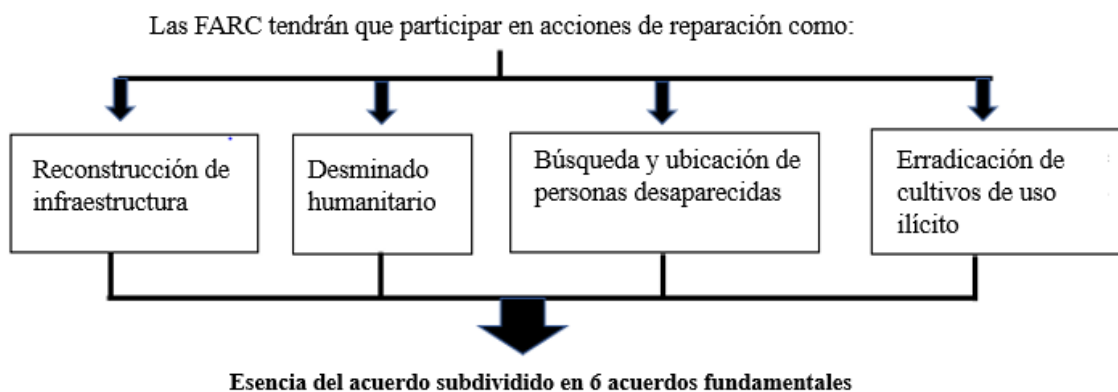 Las FARC tendrán que participar en acciones de reparación como:
Reconstrucción de
infraestructura
Desminado
humanitario
Búsqueda y ubicación de
personas desaparecidas
Erradicación de
cultivos de uso
ilícito
Esencia del acuerdo subdividido en 6 acuerdos fundamentales